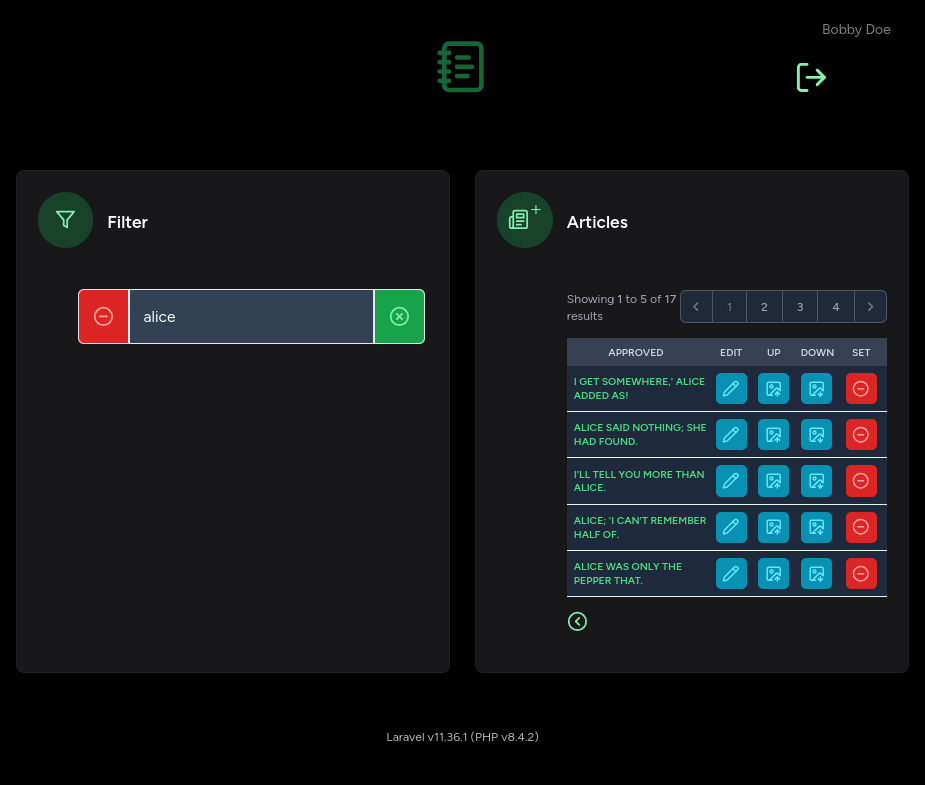 Bobby Doe
Filter
alice
Articles
Showing 1 to 5 of 17
results
1 2 3 4
APPROVED EDIT UP DOWN SET
I GET SOMEWHERE,' ALICE
ADDED AS!
ALICE SAID NOTHING; SHE
HAD FOUND.
I'LL TELL YOU MORE THAN
ALICE.
ALICE; 'I CAN'T REMEMBER
HALF OF.
ALICE WAS ONLY THE
PEPPER THAT.
Laravel v11.36.1 (PHP v8.4.2)